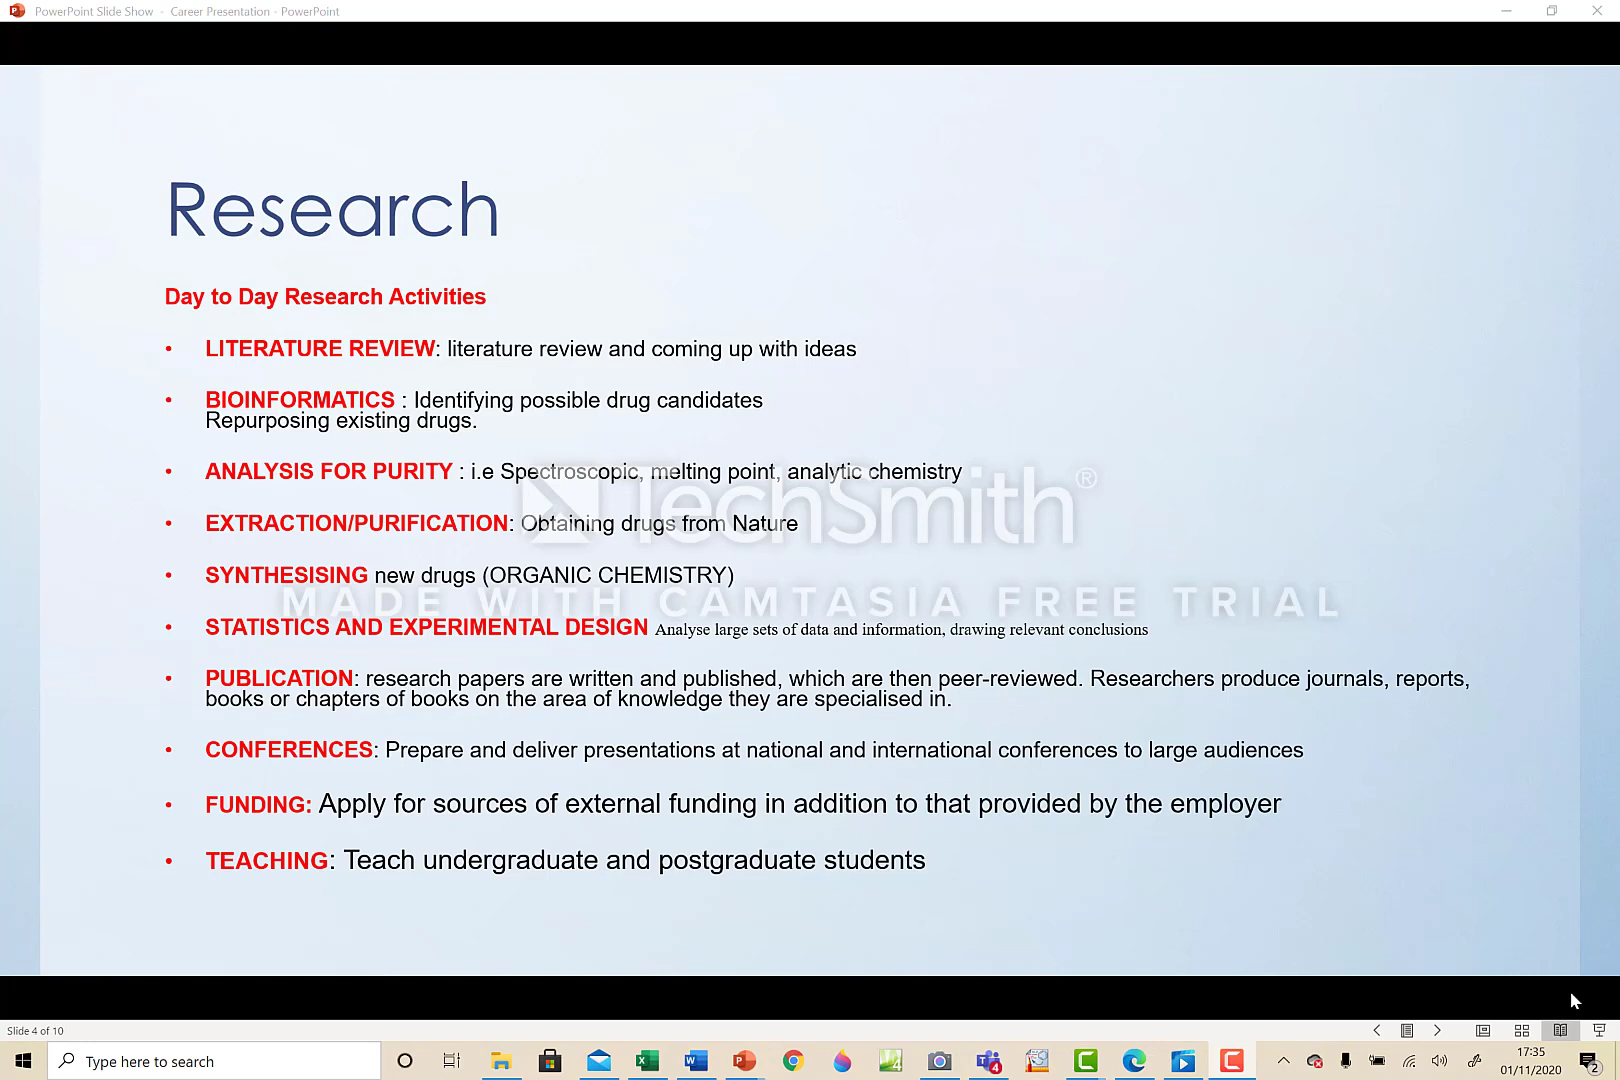 PowerPoint Slide Show - Career Presentation - PowerPoint
Research
Day to Day Research Activities
• LITERATURE REVIEW: literature review and coming up with ideas
• BIOINFORMATICS : Identifying possible drug candidates
Repurposing existing drugs.
• ANALYSIS FOR PURITY : i.e Spectroscopic, melting point, analytic chemistry
TechSmith®
• EXTRACTION/PURIFICATION: Obtaining drugs from Nature
• SYNTHESISING new drugs (ORGANIC CHEMISTRY)
MADE WITH CAMTASIA FREE TRIAL
• STATISTICS AND EXPERIMENTAL DESIGN Analyse large sets of data and information, drawing relevant conclusions
• PUBLICATION: research papers are written and published, which are then peer-reviewed. Researchers produce journals, reports,
books or chapters of books on the area of knowledge they are specialised in.
• CONFERENCES: Prepare and deliver presentations at national and international conferences to large audiences
• FUNDING: Apply for sources of external funding in addition to that provided by the employer
• TEACHING: Teach undergraduate and postgraduate students
Slide 4 of 10
Type here to search
17:35
01/11/2020
4
2